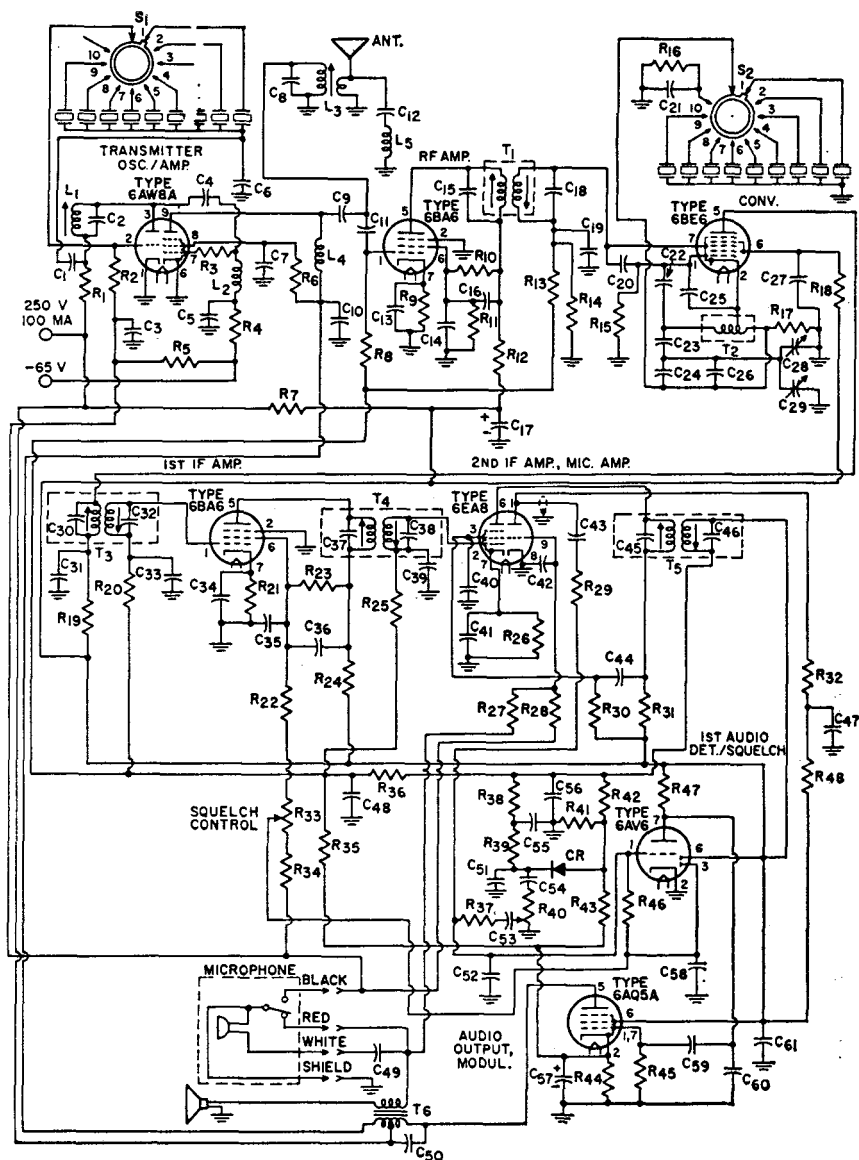 S1
1 2 3 4 5 6 7 8 9 10
ANT.
C8
L3
C12
L5
R16
C21
S2
1 2 3 4 5 6 7 8 9 10
TRANSMITTER
OSC./AMP.
TYPE
6AW8A
L1
C2
C4
C6
3 9
2 8
7
1 6
C1
R1
R2
R3
L2
C7
R6
L4
C9
C11
C10
C3
C5
R4
R5
250 V
100 MA
-65 V
RF AMP.
TYPE
6BA6
T1
C15
C18
C19
5
2
6
1
7
R10
C16
R9
R11
C13
C14
R8
R12
R13
R14
C17
R7
CONV.
TYPE
6BE6
5
7
6
1
2
C20
C22
C25
C27
R18
R15
C23
T2
R17
C28
C24
C26
C29
1ST IF AMP.
TYPE
6BA6
5
2
6
1
7
C30
C32
T3
C31
C33
R19
R20
C34
R21
C35
R23
C36
R22
R24
T4
C37
C38
C39
R25
2ND IF AMP., MIC. AMP.
TYPE
6EA8
6 1
3
2
7
9
8
C40
C42
C41
R26
C43
R29
C45
C46
T5
C44
R27
R28
R30
R31
R32
C47
R48
1ST AUDIO
DET./SQUELCH
TYPE
6AV6
R47
7
1
6
3
2
R36
C48
R38
C56
R41
R42
R39
C55
CR
C51
C54
R40
R43
R37
C53
C52
R46
C58
SQUELCH
CONTROL
R33
R34
R35
MICROPHONE
BLACK
RED
WHITE
SHIELD
C49
T6
C50
AUDIO
OUTPUT,
MODUL.
TYPE
6AQ5A
5
6
1,7
2
C57
R44
R45
C59
C60
C61